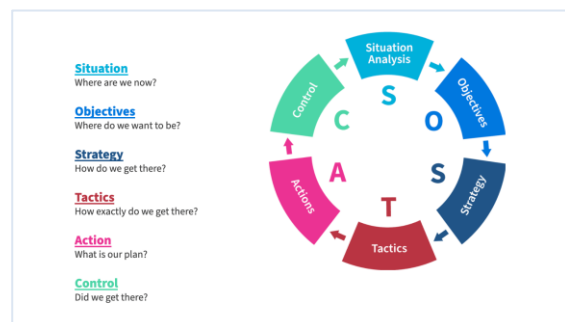 Situation
Where are we now?
Objectives
Where do we want to be?
Strategy
How do we get there?
Tactics
How exactly do we get there?
Action
What is our plan?
Control
Did we get there?
Situation
Analysis
Objectives
Strategy
Tactics
Actions
Control
S
O
S
T
A
C